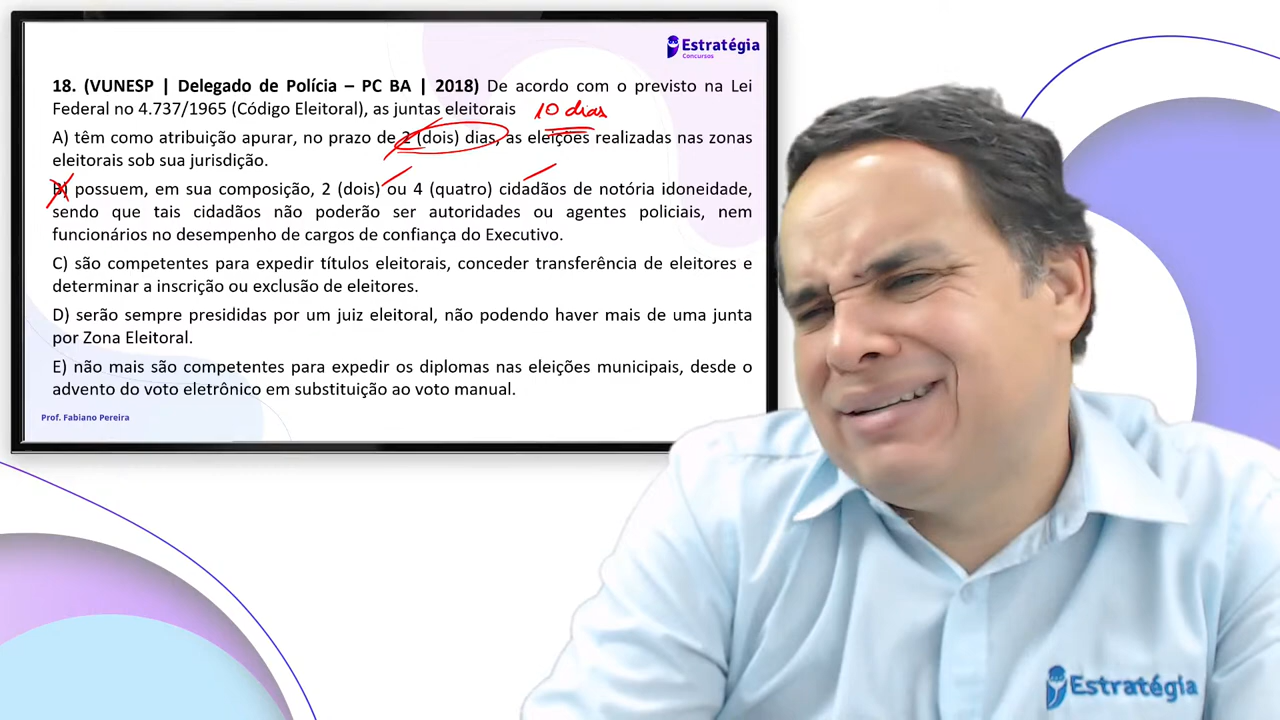 Estratégia
Concursos
18. (VUNESP | Delegado de Polícia – PC BA | 2018) De acordo com o previsto na Lei
Federal no 4.737/1965 (Código Eleitoral), as juntas eleitorais 10 dias
A) têm como atribuição apurar, no prazo de 2 (dois) dias, as eleições realizadas nas zonas
eleitorais sob sua jurisdição.
B) possuem, em sua composição, 2 (dois) ou 4 (quatro) cidadãos de notória idoneidade,
sendo que tais cidadãos não poderão ser autoridades ou agentes policiais, nem
funcionários no desempenho de cargos de confiança do Executivo.
C) são competentes para expedir títulos eleitorais, conceder transferência de eleitores e
determinar a inscrição ou exclusão de eleitores.
D) serão sempre presididas por um juiz eleitoral, não podendo haver mais de uma junta
por Zona Eleitoral.
E) não mais são competentes para expedir os diplomas nas eleições municipais, desde o
advento do voto eletrônico em substituição ao voto manual.
Prof. Fabiano Pereira
Estratégia